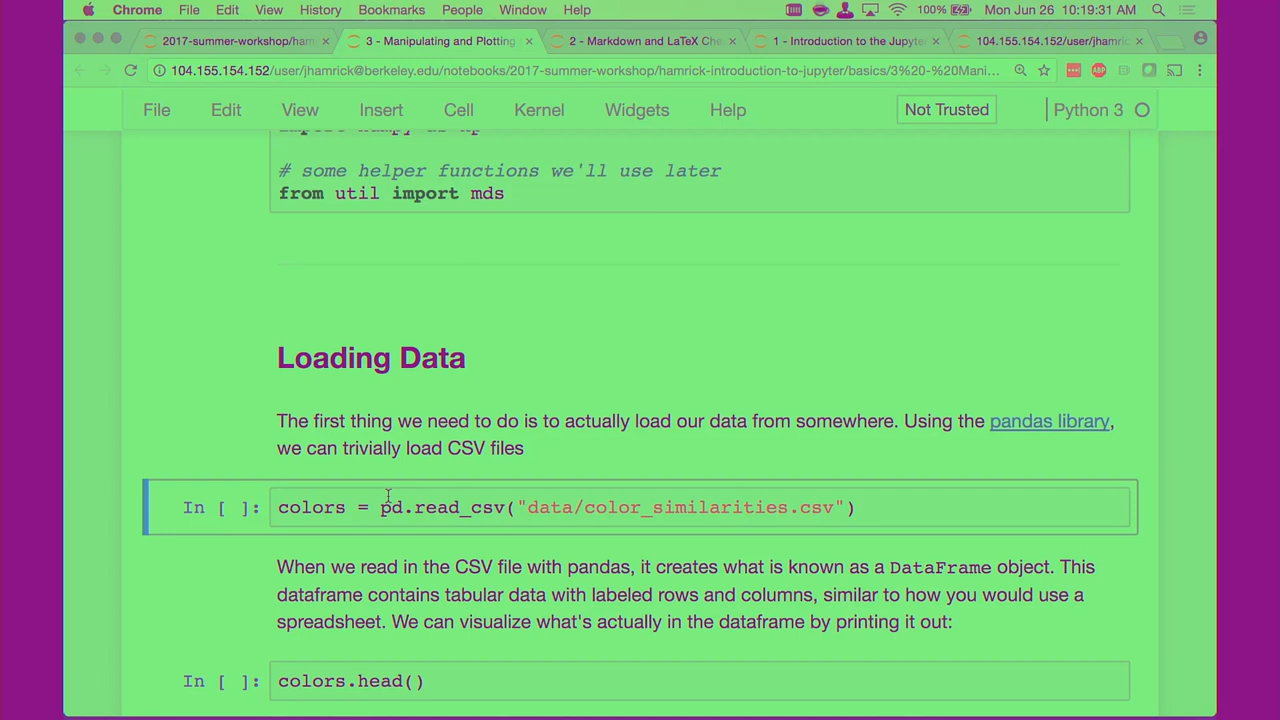 Chrome File Edit View History Bookmarks People Window Help 100% Mon Jun 26 10:19:31 AM
2017-summer-workshop/ham × 3 - Manipulating and Plotting × 2 - Markdown and LaTeX Che × 1 - Introduction to the Jupyte × 104.155.154.152/user/jhamric ×
104.155.154.152/user/jhamrick@berkeley.edu/notebooks/2017-summer-workshop/hamrick-introduction-to-jupyter/basics/3%20-%20Mani...
File Edit View Insert Cell Kernel Widgets Help Not Trusted Python 3
import numpy as np
# some helper functions we'll use later
from util import mds
Loading Data
The first thing we need to do is to actually load our data from somewhere. Using the pandas library,
we can trivially load CSV files
In [ ]: colors = pd.read_csv("data/color_similarities.csv")
When we read in the CSV file with pandas, it creates what is known as a DataFrame object. This
dataframe contains tabular data with labeled rows and columns, similar to how you would use a
spreadsheet. We can visualize what's actually in the dataframe by printing it out:
In [ ]: colors.head()